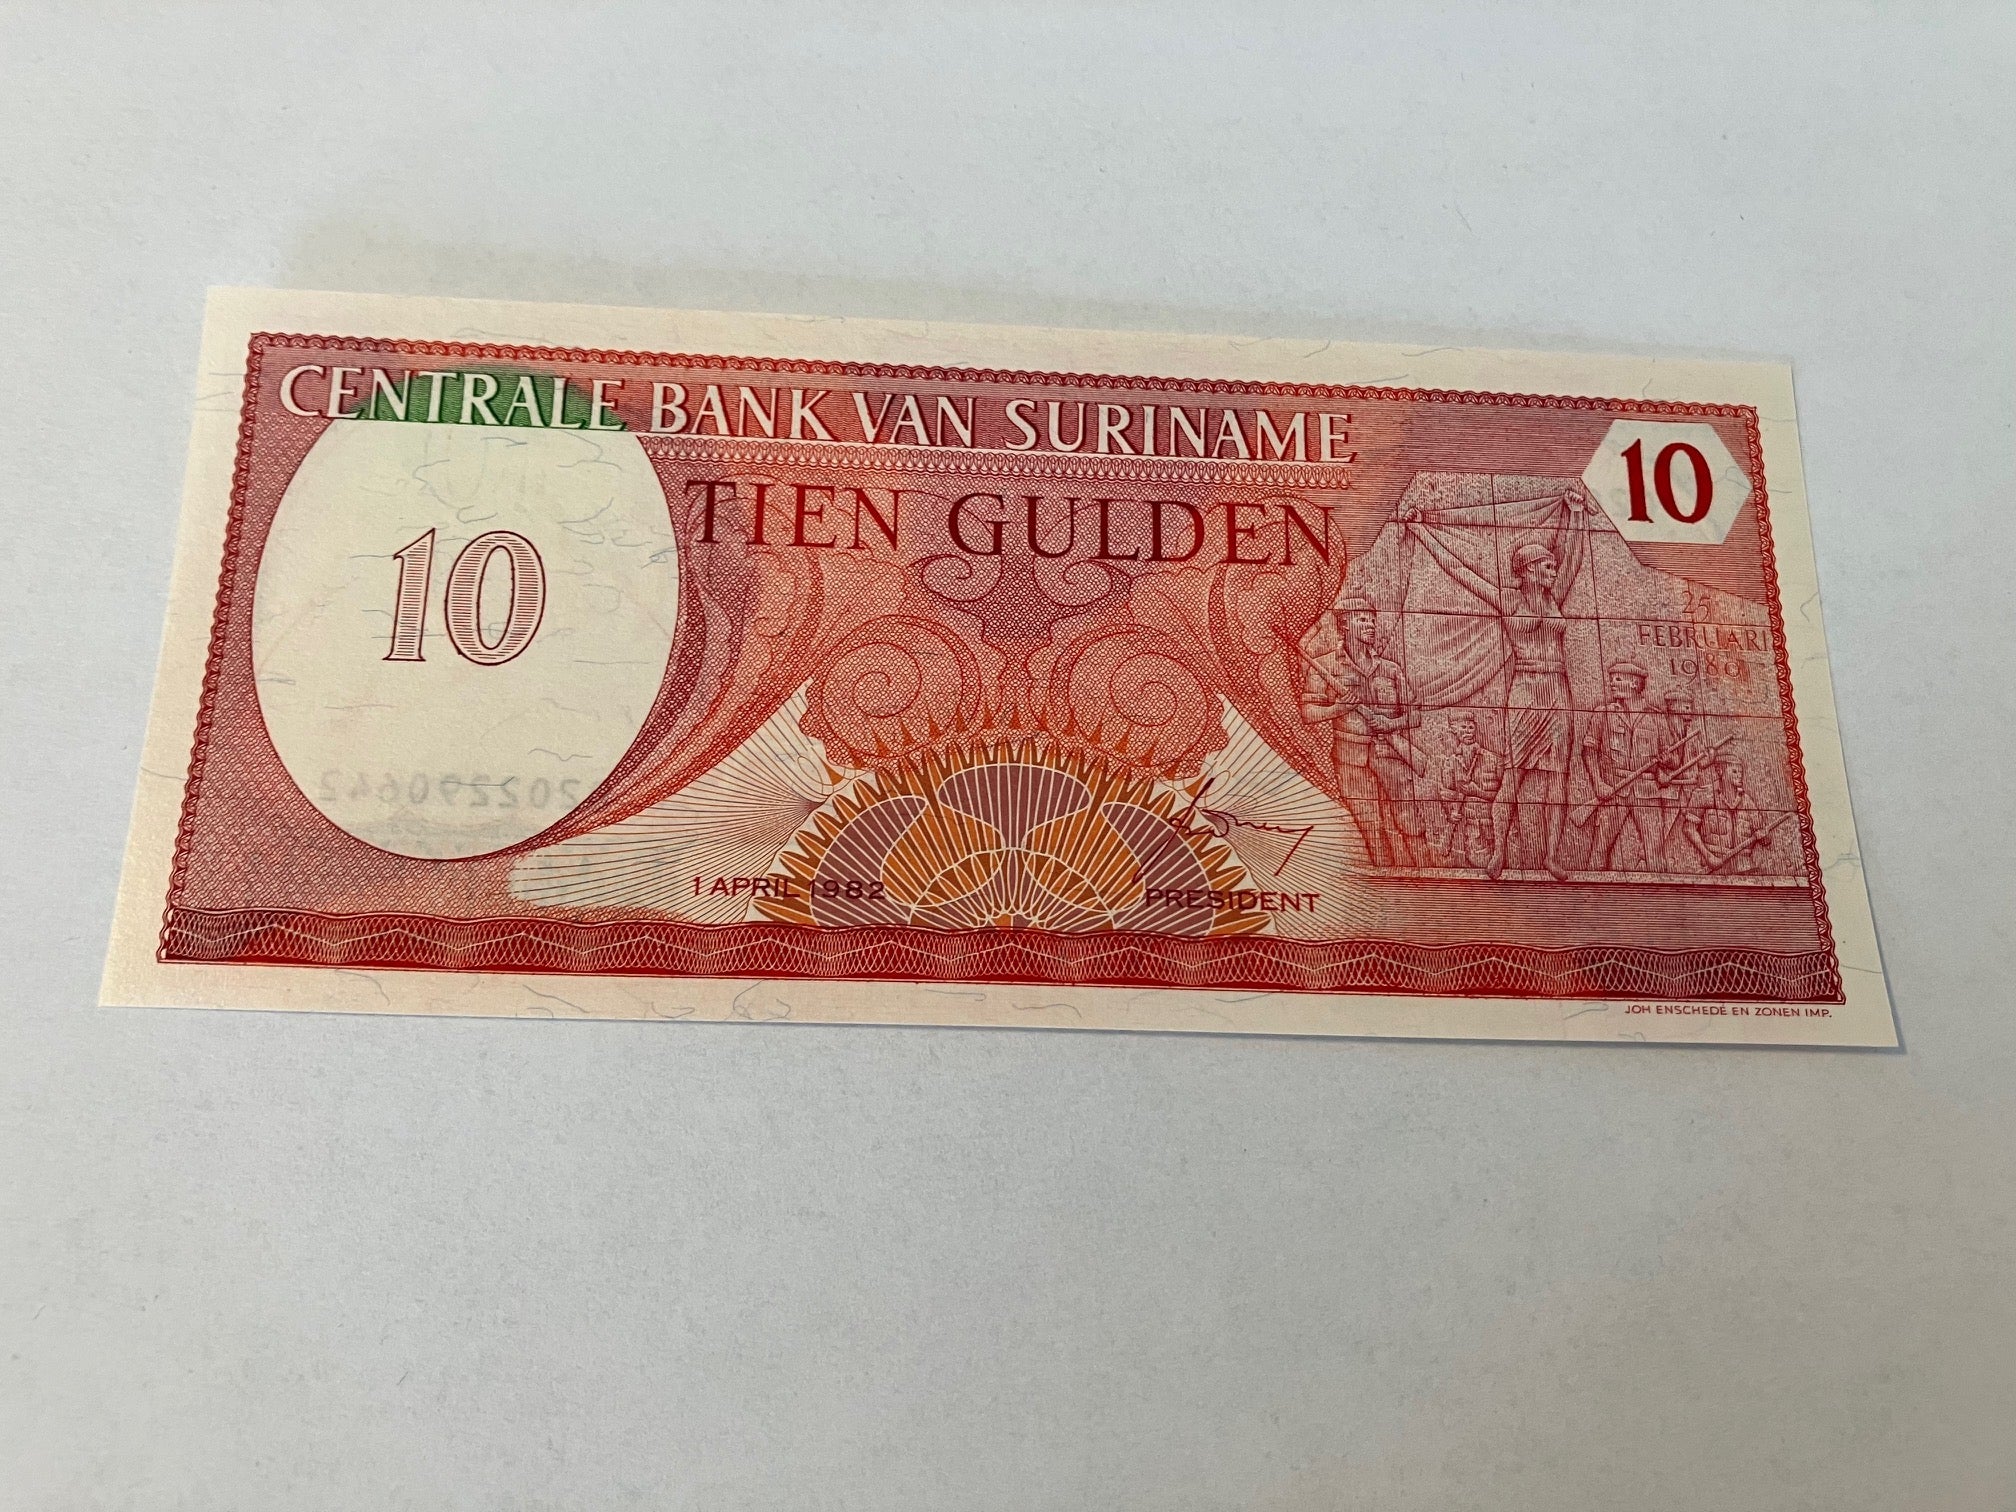 CENTRALE BANK VAN SURINAME
10
TIEN GULDEN
10
25
FEBRUARI
1980
1 APRIL 1982
PRESIDENT
JOH ENSCHEDÉ EN ZONEN IMP.